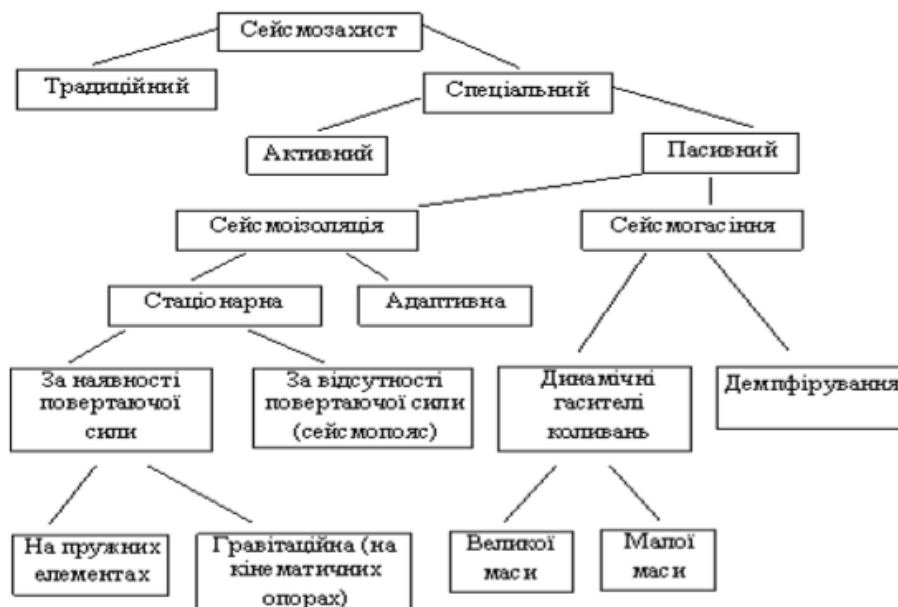 Сейсмозахист
Традиційний
Спеціальний
Активний
Пасивний
Сейсмоізоляція
Сейсмогасіння
Стаціонарна
Адаптивна
За наявності
повертаючої
сили
За відсутності
повертаючої сили
(сейсмопояс)
Динамічні
гасителі
коливань
Демпфірування
На пружних
елементах
Гравітаційна (на
кінематичних
опорах)
Великої
маси
Малої
маси